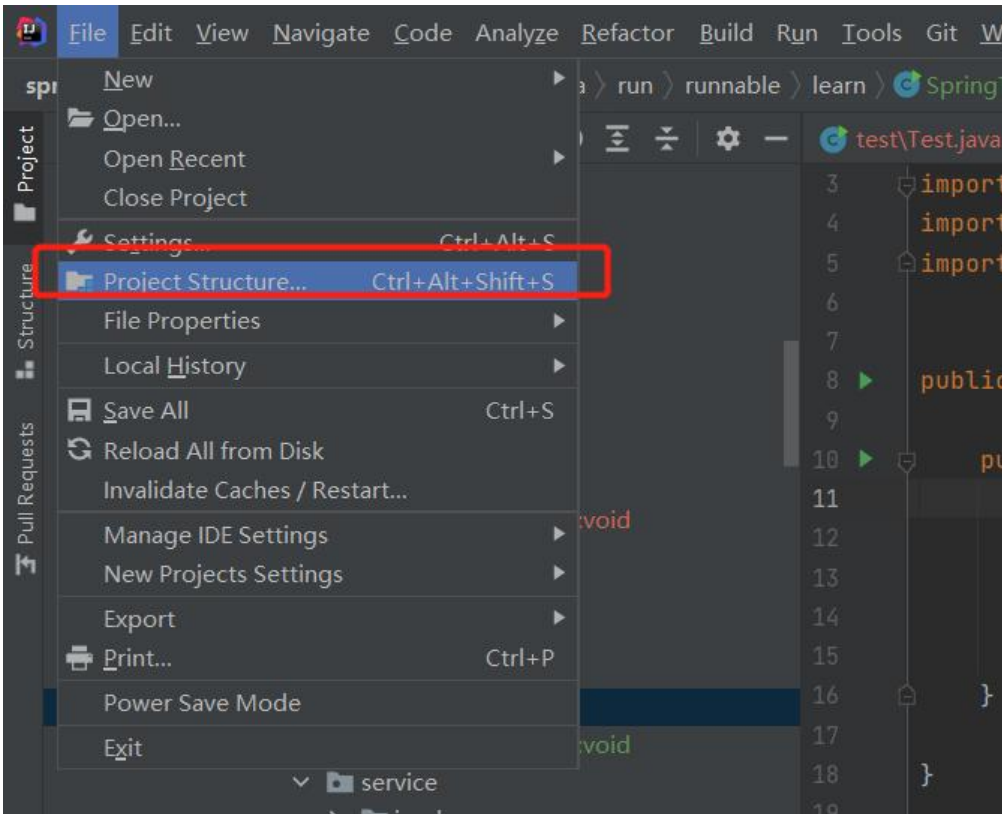 IJ File Edit View Navigate Code Analyze Refactor Build Run Tools Git W
run runnable learn Spring
Project
Structure
Pull Requests
New
Open...
Open Recent
Close Project
Settings... Ctrl+Alt+S
Project Structure... Ctrl+Alt+Shift+S
File Properties
Local History
Save All Ctrl+S
Reload All from Disk
Invalidate Caches / Restart...
Manage IDE Settings
New Projects Settings
Export
Print... Ctrl+P
Power Save Mode
Exit
:void
:void
service
test\Test.java
3 import
4 import
5 import
6
7
8 public
9
10 pu
11
12
13
14
15
16 }
17
18 }
19